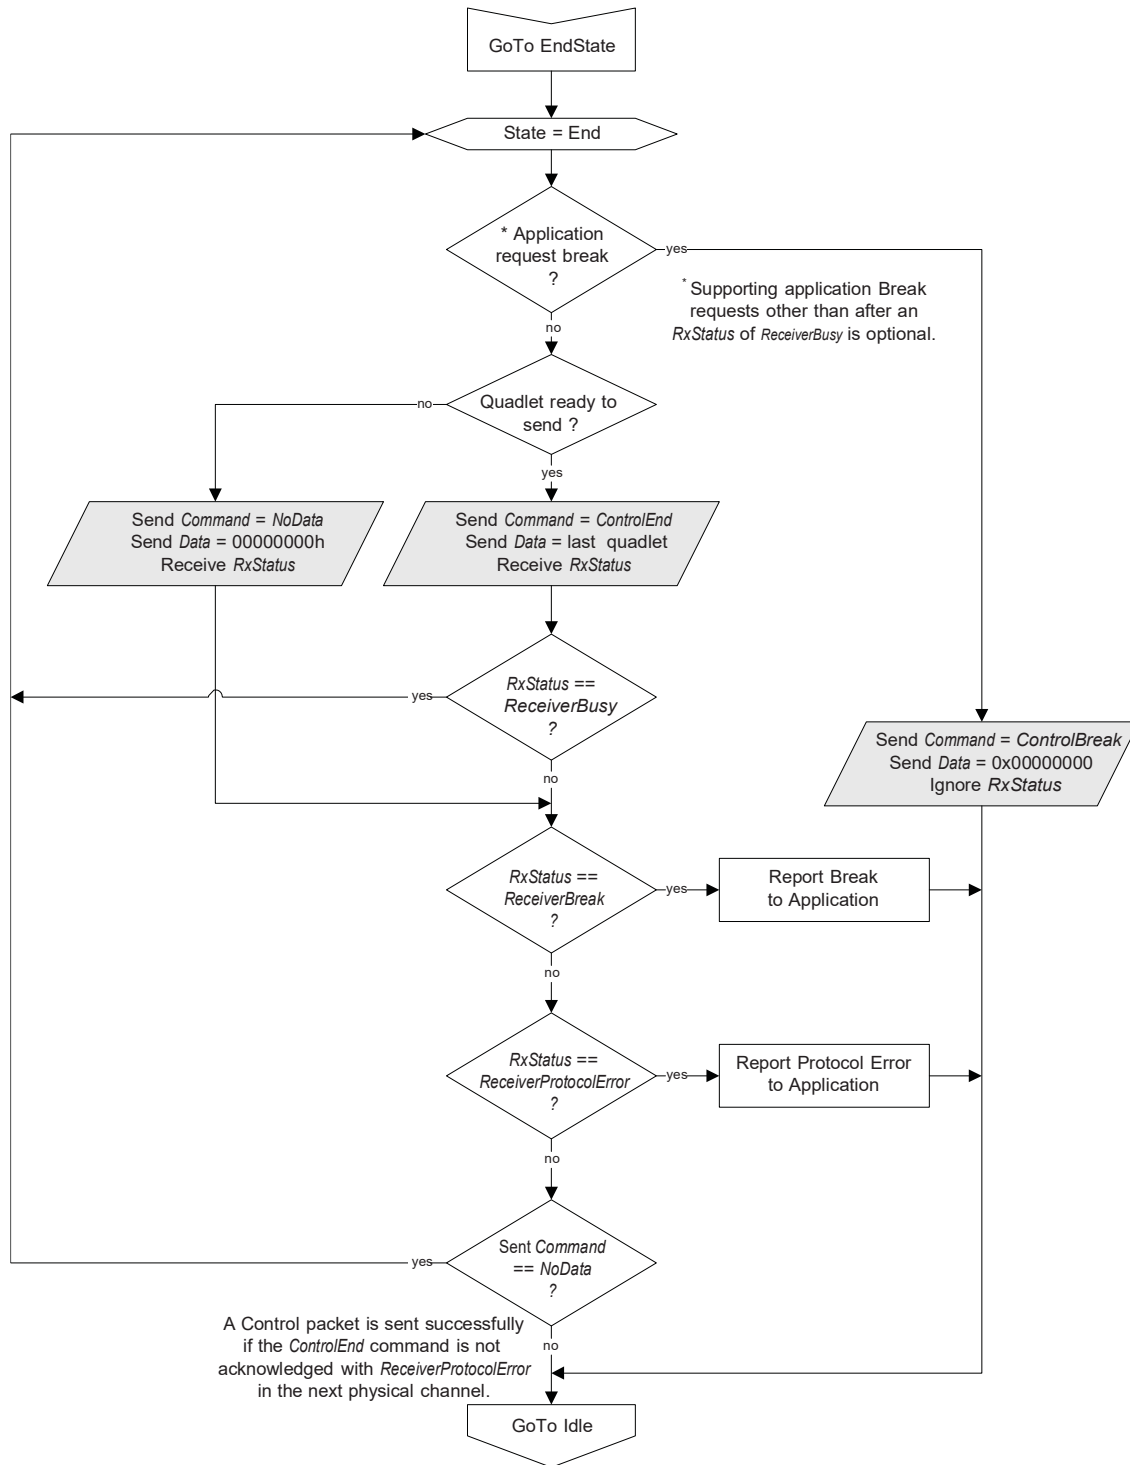 GoTo EndState
State = End
* Application
request break
?
yes
* Supporting application Break
requests other than after an
RxStatus of ReceiverBusy is optional.
no
Quadlet ready to
send ?
no
yes
Send Command = NoData
Send Data = 00000000h
Receive RxStatus
Send Command = ControlEnd
Send Data = last quadlet
Receive RxStatus
RxStatus ==
ReceiverBusy
?
yes
no
Send Command = ControlBreak
Send Data = 0x00000000
Ignore RxStatus
RxStatus ==
ReceiverBreak
?
yes
Report Break
to Application
no
RxStatus ==
ReceiverProtocolError
?
yes
Report Protocol Error
to Application
no
Sent Command
== NoData
?
yes
no
A Control packet is sent successfully
if the ControlEnd command is not
acknowledged with ReceiverProtocolError
in the next physical channel.
GoTo Idle